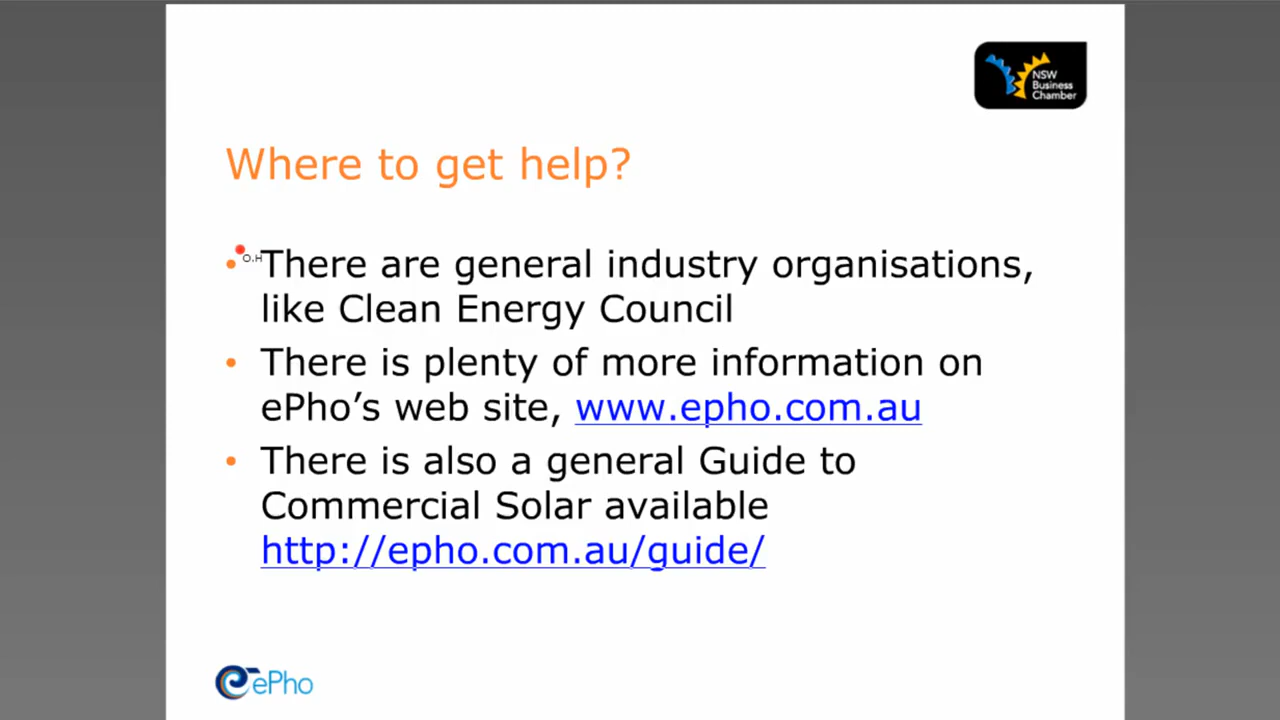 NSW
Business
Chamber
Where to get help?
O.H
• There are general industry organisations,
like Clean Energy Council
• There is plenty of more information on
ePho’s web site, www.epho.com.au
• There is also a general Guide to
Commercial Solar available
http://epho.com.au/guide/
ePho